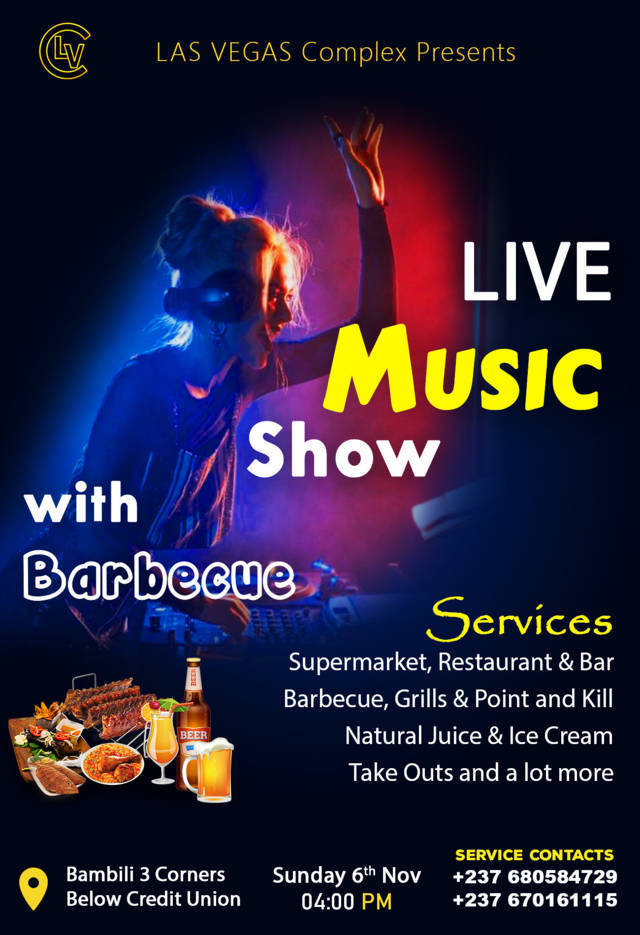 LV
LAS VEGAS Complex Presents
LIVE
MUSIC
Show
with
Barbecue
Services
Supermarket, Restaurant & Bar
Barbecue, Grills & Point and Kill
Natural Juice & Ice Cream
Take Outs and a lot more
BEER
BEER
Bambili 3 Corners
Below Credit Union
Sunday 6th Nov
04:00 PM
SERVICE CONTACTS
+237 680584729
+237 670161115